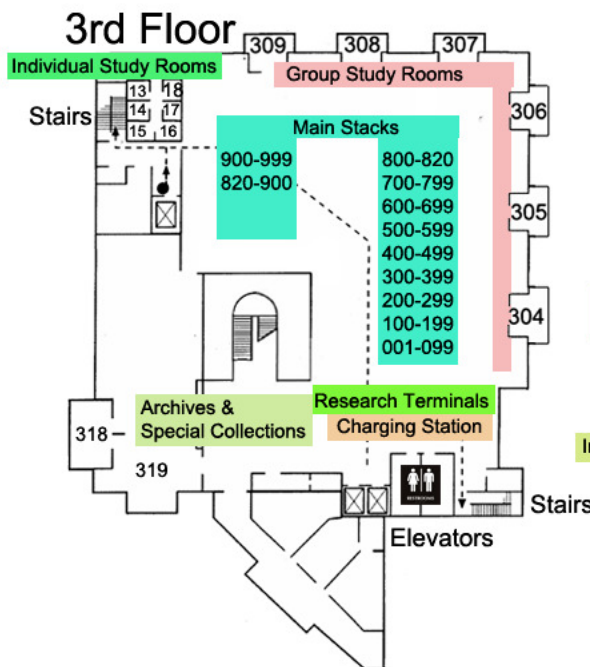 3rd Floor
309
308
307
Individual Study Rooms
Group Study Rooms
13
18
14
17
15
16
306
Stairs
Main Stacks
900-999
820-900
800-820
700-799
600-699
500-599
400-499
300-399
200-299
100-199
001-099
305
304
Research Terminals
Charging Station
Archives &
Special Collections
318
319
RESTROOMS
Stairs
Elevators
In